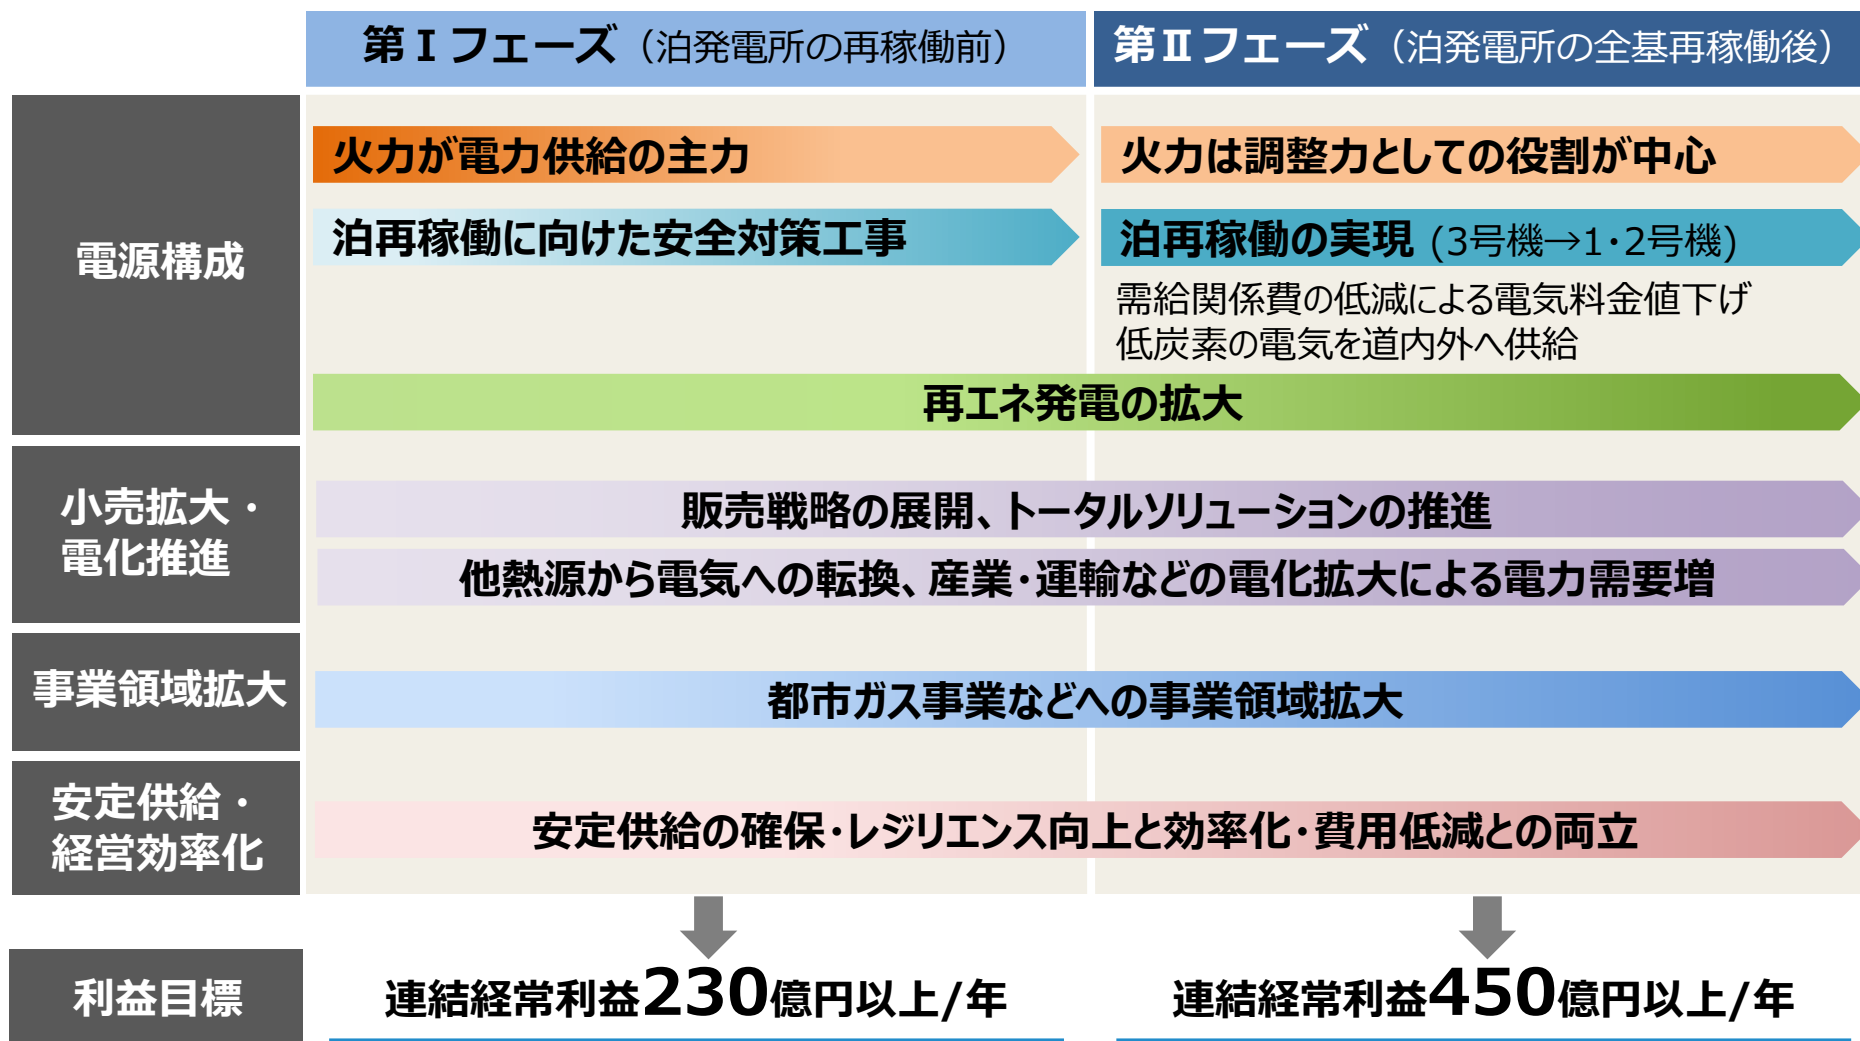 第Ⅰフェーズ（泊発電所の再稼働前）
第Ⅱフェーズ（泊発電所の全基再稼働後）
電源構成
火力が電力供給の主力
火力は調整力としての役割が中心
泊再稼働に向けた安全対策工事
泊再稼働の実現 (3号機→1・2号機)
需給関係費の低減による電気料金値下げ
低炭素の電気を道内外へ供給
再エネ発電の拡大
小売拡大・
電化推進
販売戦略の展開、トータルソリューションの推進
他熱源から電気への転換、産業・運輸などの電化拡大による電力需要増
事業領域拡大
都市ガス事業などへの事業領域拡大
安定供給・
経営効率化
安定供給の確保・レジリエンス向上と効率化・費用低減との両立
利益目標
連結経常利益230億円以上/年
連結経常利益450億円以上/年